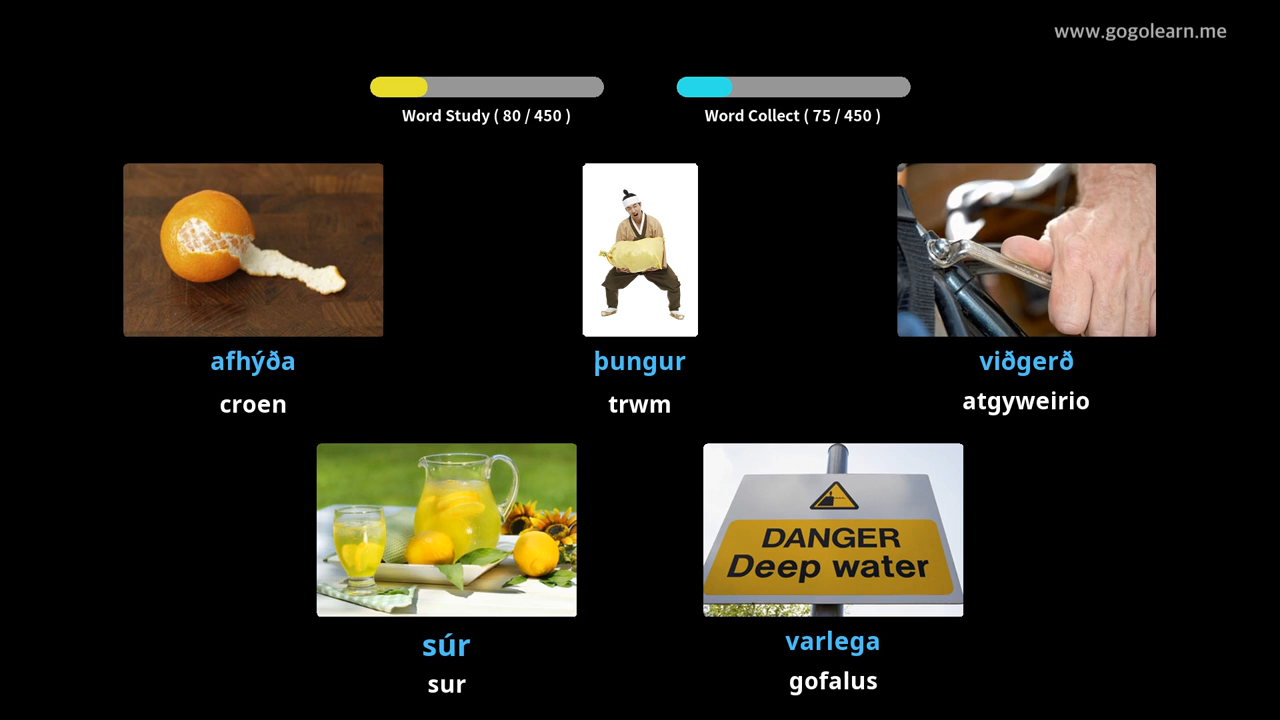 www.gogolearn.me
Word Study ( 80 / 450 )
Word Collect ( 75 / 450 )
afhýða
croen
þungur
trwm
viðgerð
atgyweirio
DANGER
Deep water
súr
sur
varlega
gofalus